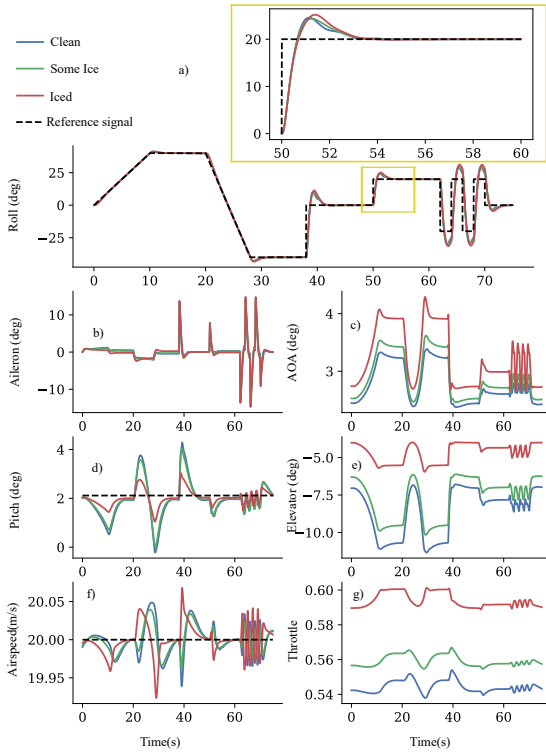 Clean
Some Ice
Iced
Reference signal
a)
20
10
0
50 52 54 56 58 60
Roll (deg)
25
0
−25
0 10 20 30 40 50 60 70
Aileron (deg)
b)
10
0
−10
0 20 40 60
AOA (deg)
c)
4
3
0 20 40 60
Pitch (deg)
d)
4
2
0
0 20 40 60
Elevator (deg)
e)
−5.0
−7.5
−10.0
0 20 40 60
Airspeed(m/s)
f)
20.05
20.00
19.95
0 20 40 60
Time(s)
Throttle
g)
0.60
0.58
0.56
0.54
0 20 40 60
Time(s)